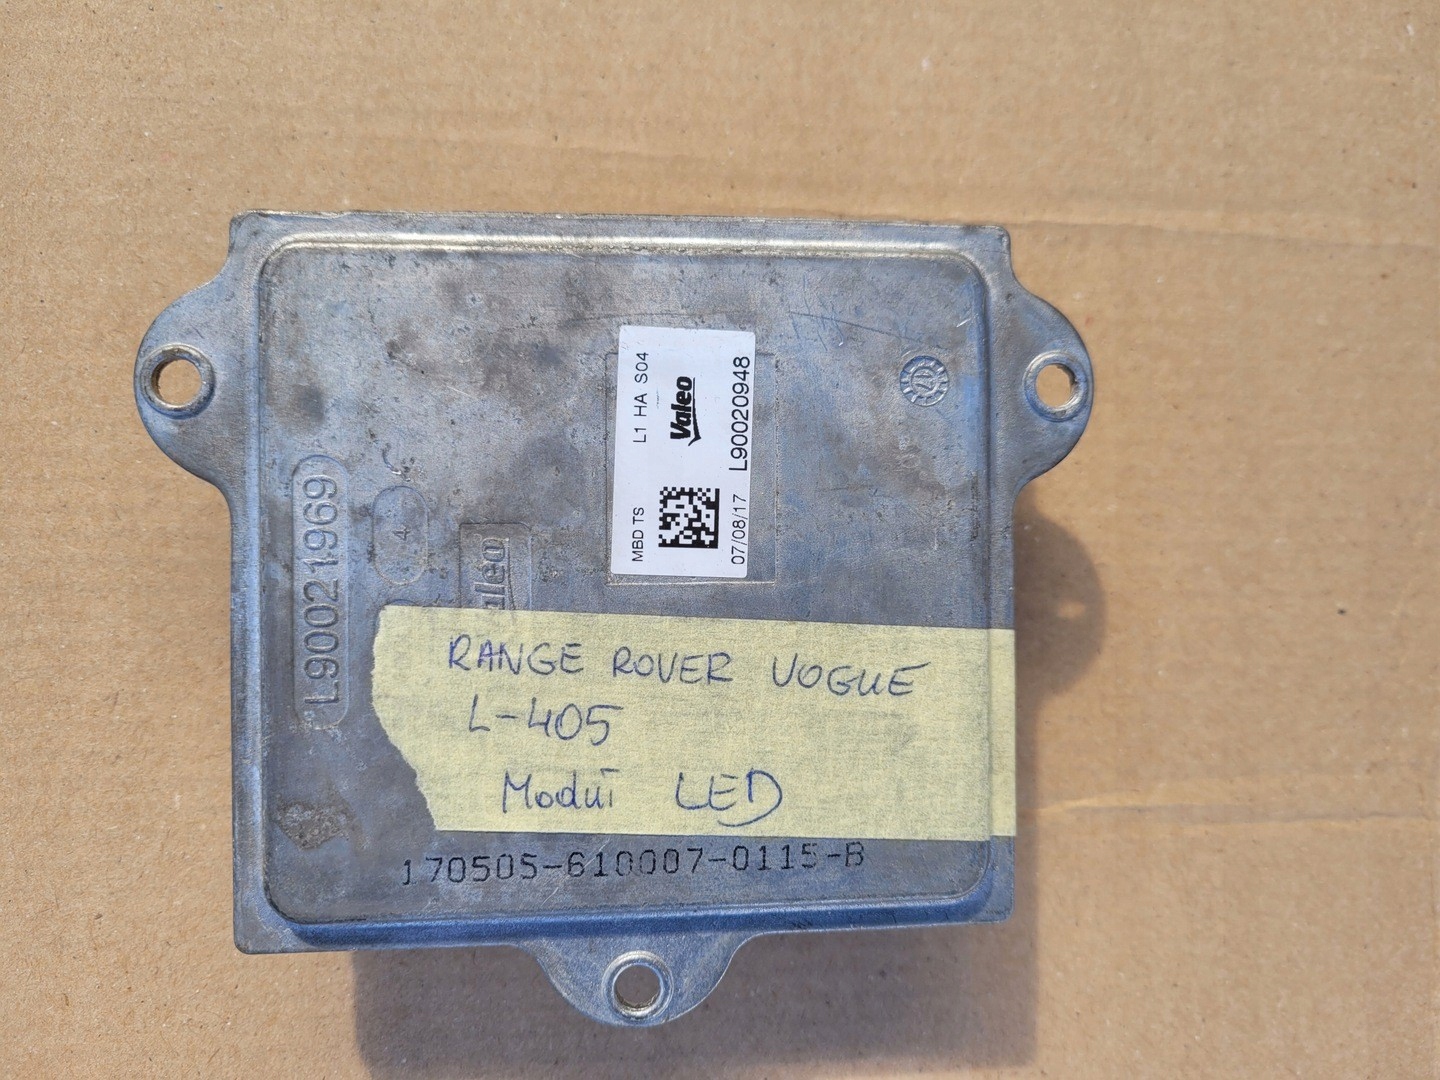 L1 HA S04
MBD TS
Valeo
07/08/17 L90020948
L90021969
4
RANGE ROVER VOGUE
L-405
Moduł LED
170505-610007-0115-B